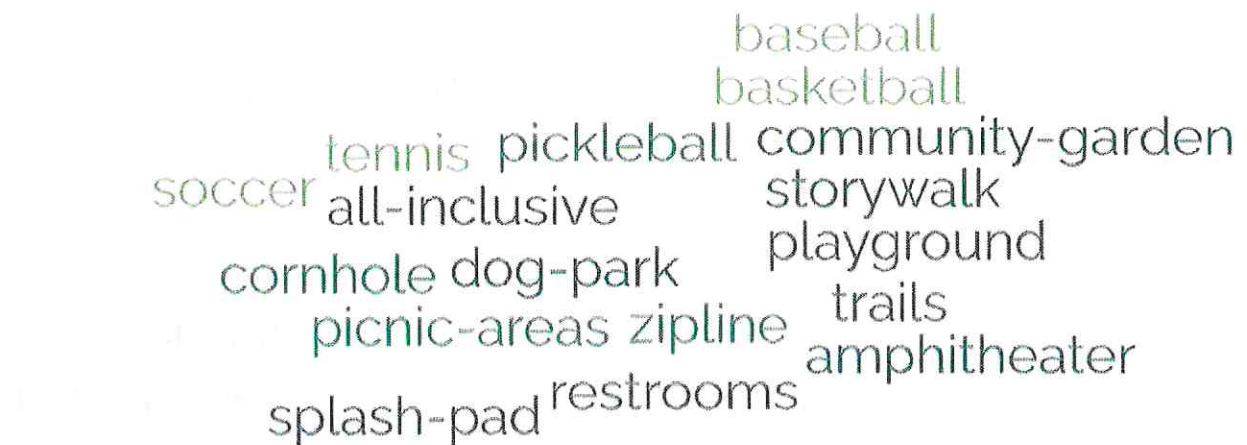 baseball
basketball
tennis pickleball community-garden
soccer all-inclusive storywalk
playground
cornhole dog-park
trails
picnic-areas zipline
amphitheater
restrooms
splash-pad